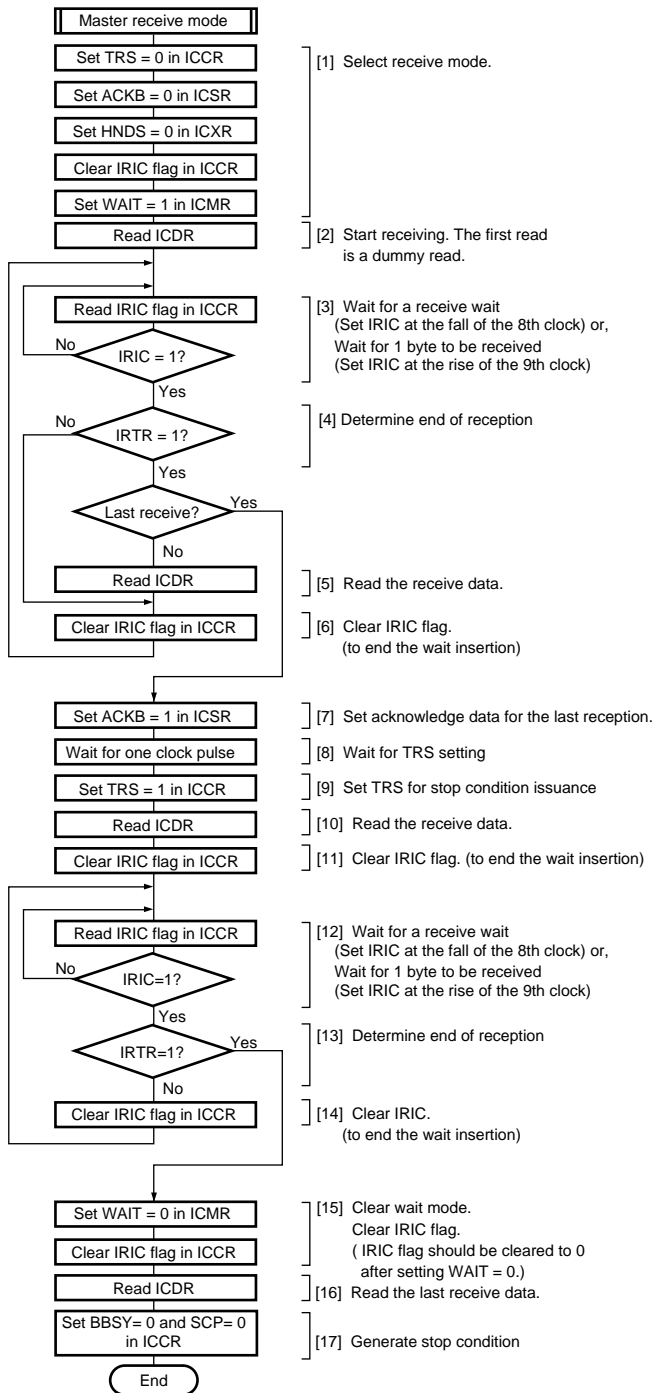 Master receive mode
Set TRS = 0 in ICCR
[1] Select receive mode.
Set ACKB = 0 in ICSR
Set HNDS = 0 in ICXR
Clear IRIC flag in ICCR
Set WAIT = 1 in ICMR
Read ICDR
[2] Start receiving. The first read
is a dummy read.
Read IRIC flag in ICCR
[3] Wait for a receive wait
(Set IRIC at the fall of the 8th clock) or,
Wait for 1 byte to be received
(Set IRIC at the rise of the 9th clock)
No
IRIC = 1?
Yes
No
IRTR = 1?
[4] Determine end of reception
Yes
Last receive?
Yes
No
Read ICDR
[5] Read the receive data.
Clear IRIC flag in ICCR
[6] Clear IRIC flag.
(to end the wait insertion)
Set ACKB = 1 in ICSR
[7] Set acknowledge data for the last reception.
Wait for one clock pulse
[8] Wait for TRS setting
Set TRS = 1 in ICCR
[9] Set TRS for stop condition issuance
Read ICDR
[10] Read the receive data.
Clear IRIC flag in ICCR
[11] Clear IRIC flag. (to end the wait insertion)
Read IRIC flag in ICCR
[12] Wait for a receive wait
(Set IRIC at the fall of the 8th clock) or,
Wait for 1 byte to be received
(Set IRIC at the rise of the 9th clock)
No
IRIC=1?
Yes
IRTR=1?
Yes
[13] Determine end of reception
No
Clear IRIC flag in ICCR
[14] Clear IRIC.
(to end the wait insertion)
Set WAIT = 0 in ICMR
[15] Clear wait mode.
Clear IRIC flag.
( IRIC flag should be cleared to 0
after setting WAIT = 0.)
Clear IRIC flag in ICCR
Read ICDR
[16] Read the last receive data.
Set BBSY= 0 and SCP= 0
in ICCR
[17] Generate stop condition
End